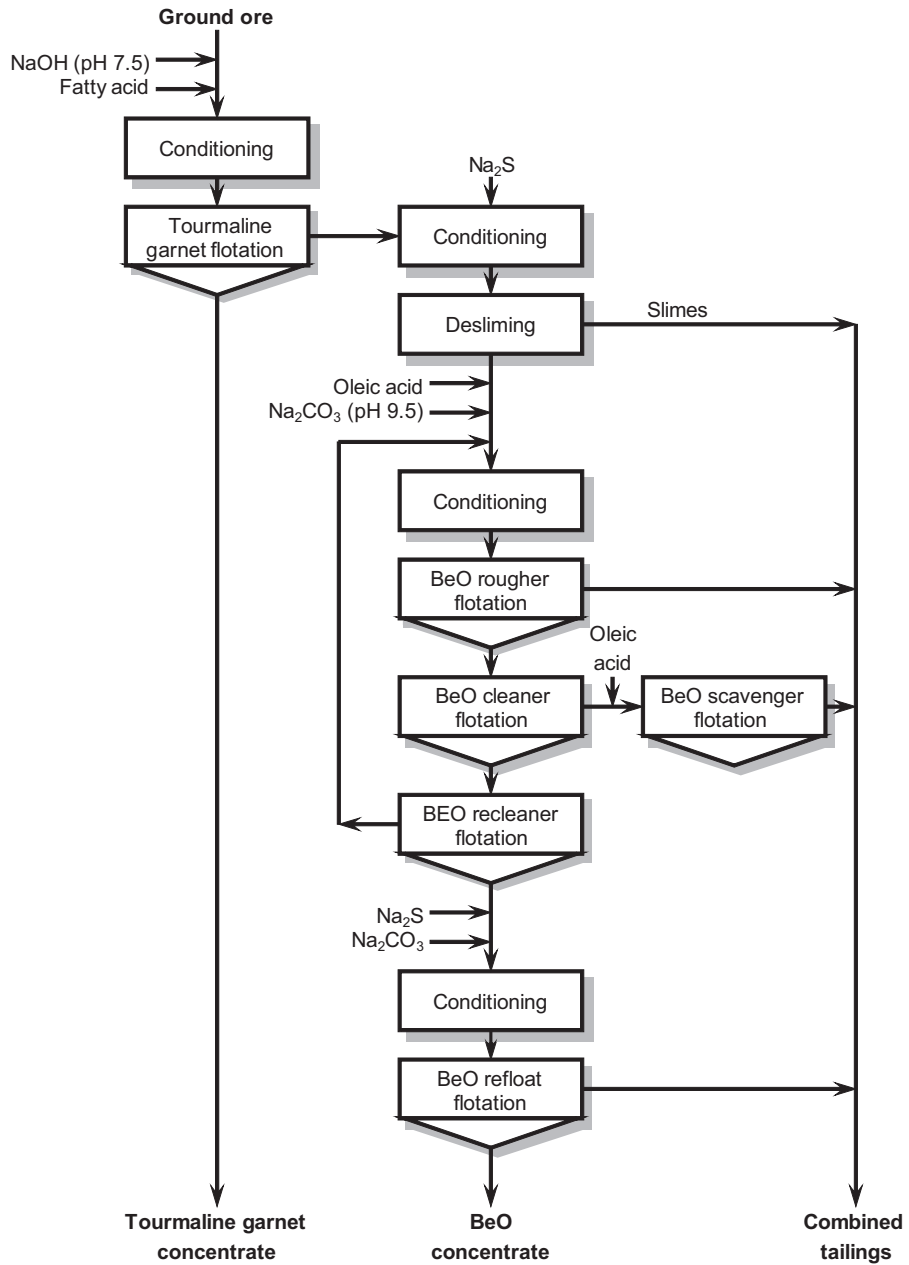 Ground ore
NaOH (pH 7.5)
Fatty acid
Conditioning
Na₂S
Tourmaline
garnet flotation
Conditioning
Desliming
Slimes
Oleic acid
Na₂CO₃ (pH 9.5)
Conditioning
BeO rougher
flotation
Oleic
acid
BeO cleaner
flotation
BeO scavenger
flotation
BEO recleaner
flotation
Na₂S
Na₂CO₃
Conditioning
BeO refloat
flotation
Tourmaline garnet
concentrate
BeO
concentrate
Combined
tailings